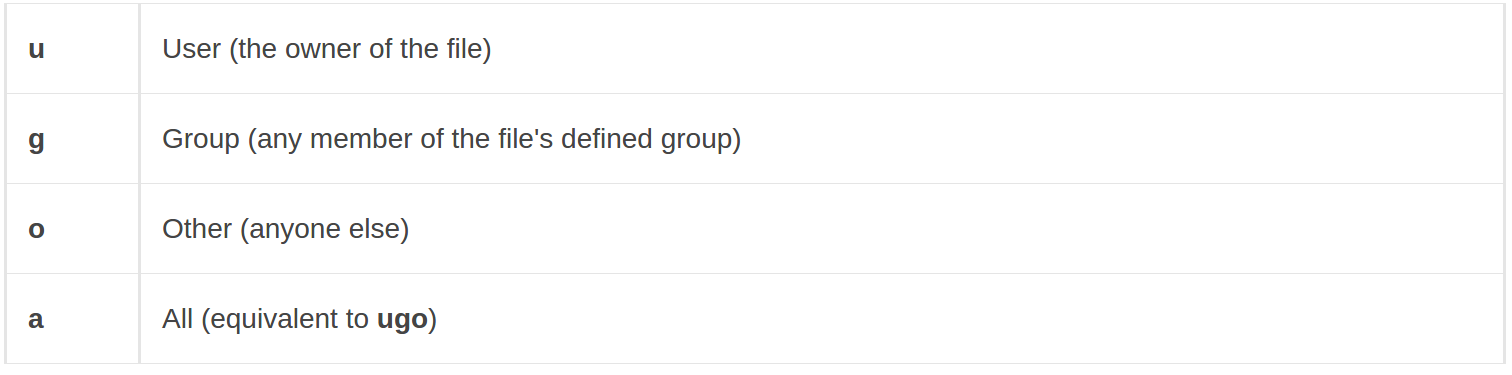 u User (the owner of the file)
g Group (any member of the file's defined group)
o Other (anyone else)
a All (equivalent to ugo)